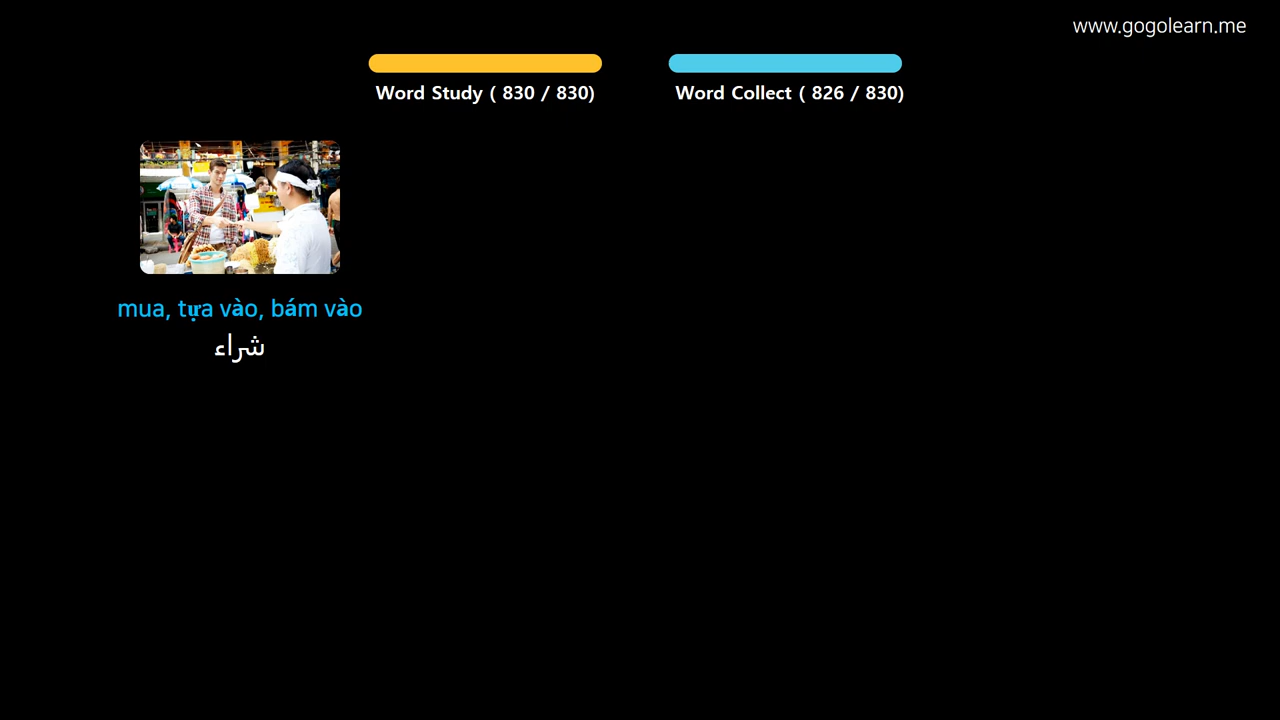 www.gogolearn.me
Word Study ( 830 / 830)
Word Collect ( 826 / 830)
mua, tựa vào, bám vào
شراء